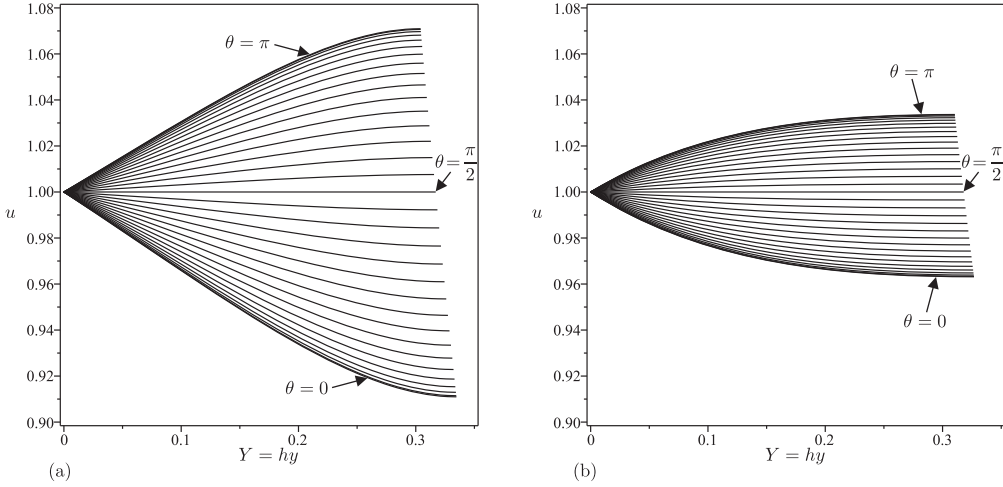 1.08
1.06
1.04
1.02
1.00
0.98
0.96
0.94
0.92
0.90
u
θ = π
θ = π/2
θ = 0
0
0.1
0.2
0.3
Y = hy
(a)
1.08
1.06
1.04
1.02
1.00
0.98
0.96
0.94
0.92
0.90
u
θ = π
θ = π/2
θ = 0
0
0.1
0.2
0.3
Y = hy
(b)